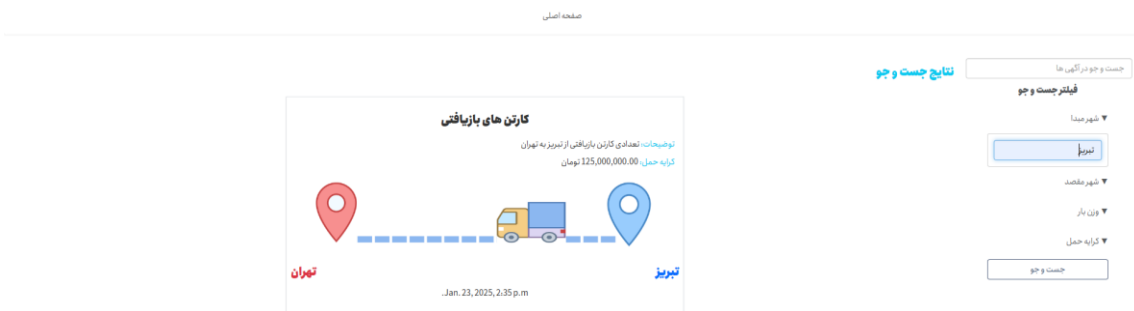 صفحه اصلی
جست و جو در آگهی ها
فیلتر جست و جو
▼ شهر مبدا
تبریز
▼ شهر مقصد
▼ وزن بار
▼ کرایه حمل
جست و جو
نتایج جست و جو
کارتن های بازیافتی
توضیحات: تعدادی کارتن بازیافتی از تبریز به تهران
کرایه حمل: 125,000,000.00 تومان
تبریز تهران
Jan. 23, 2025, 2:35 p.m.